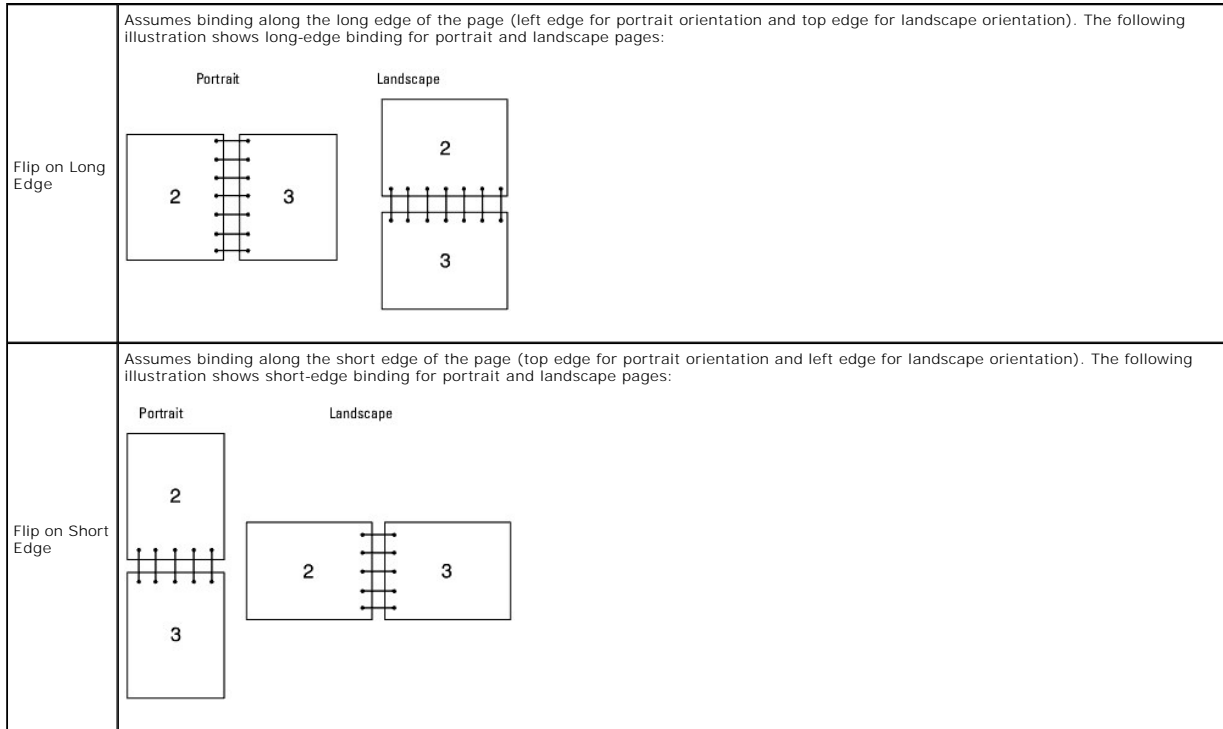 Assumes binding along the long edge of the page (left edge for portrait orientation and top edge for landscape orientation). The following
illustration shows long-edge binding for portrait and landscape pages:
Portrait Landscape
Flip on Long
Edge
2 3
2
3
Assumes binding along the short edge of the page (top edge for portrait orientation and left edge for landscape orientation). The following
illustration shows short-edge binding for portrait and landscape pages:
Portrait Landscape
Flip on Short
Edge
2
3
2 3